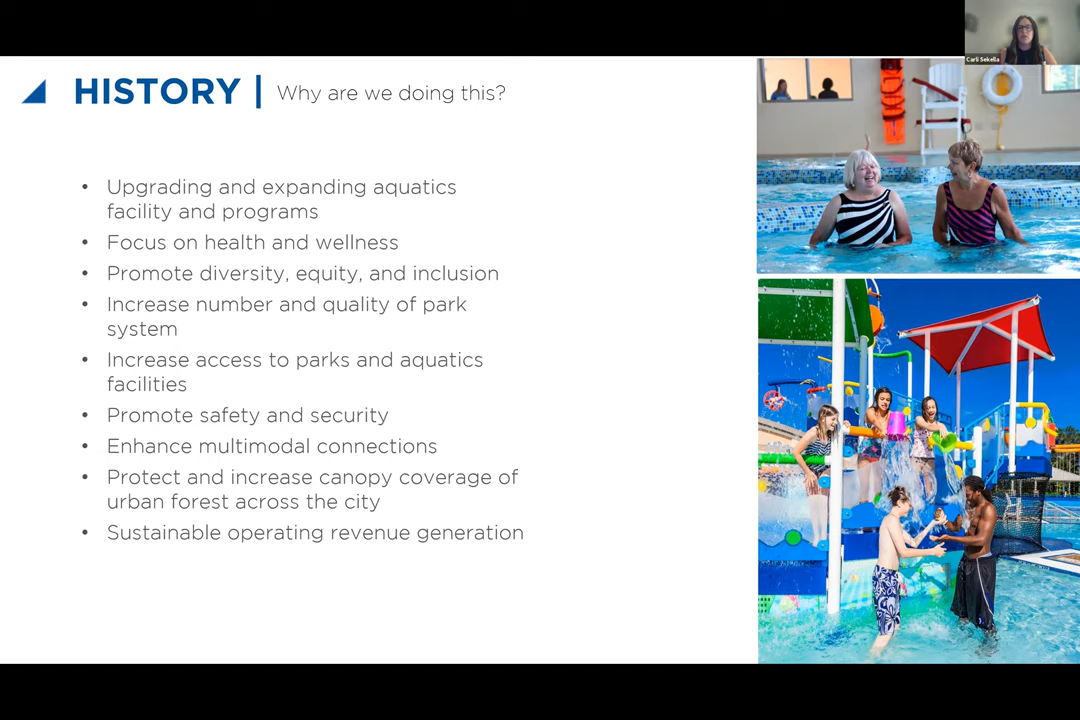 Carli Sekella
HISTORY | Why are we doing this?
• Upgrading and expanding aquatics
facility and programs
• Focus on health and wellness
• Promote diversity, equity, and inclusion
• Increase number and quality of park
system
• Increase access to parks and aquatics
facilities
• Promote safety and security
• Enhance multimodal connections
• Protect and increase canopy coverage of
urban forest across the city
• Sustainable operating revenue generation